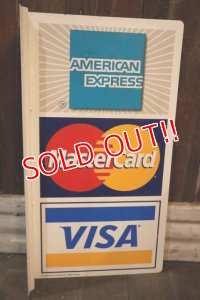 AMERICAN
EXPRESS
®
SOLD OUT!!
MasterCard
VISA